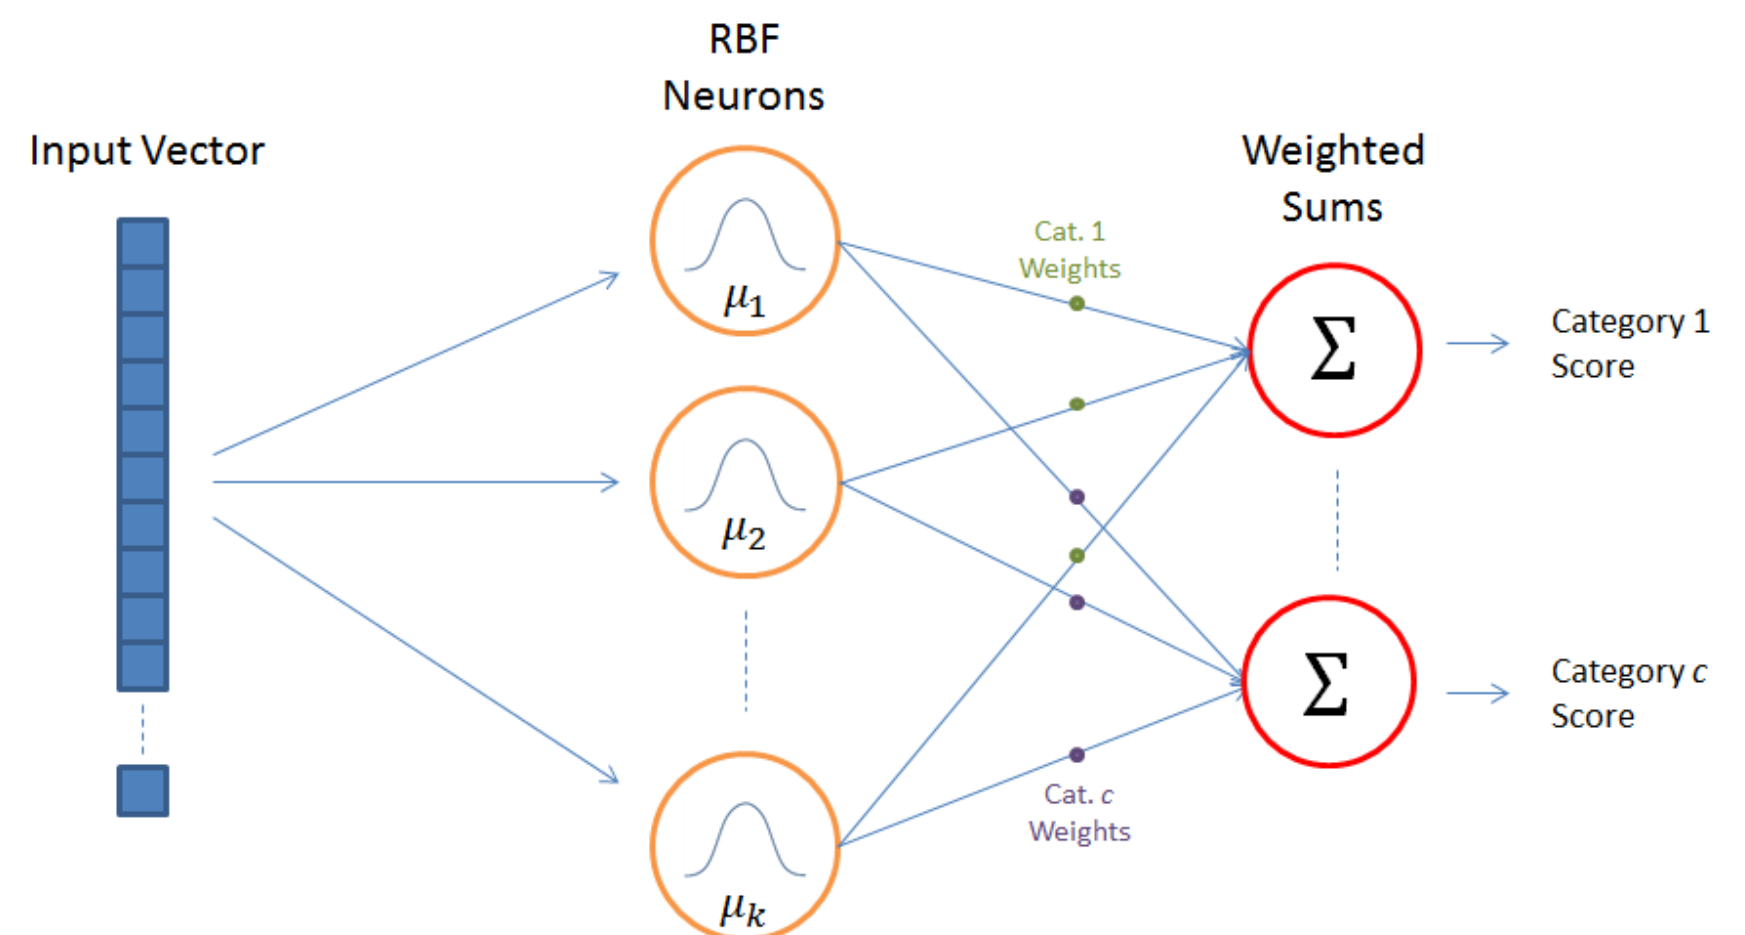 RBF
Neurons
Input Vector
Weighted
Sums
Cat. 1
Weights
μ1
Σ
Category 1
Score
μ2
Σ
Category c
Score
Cat. c
Weights
μk